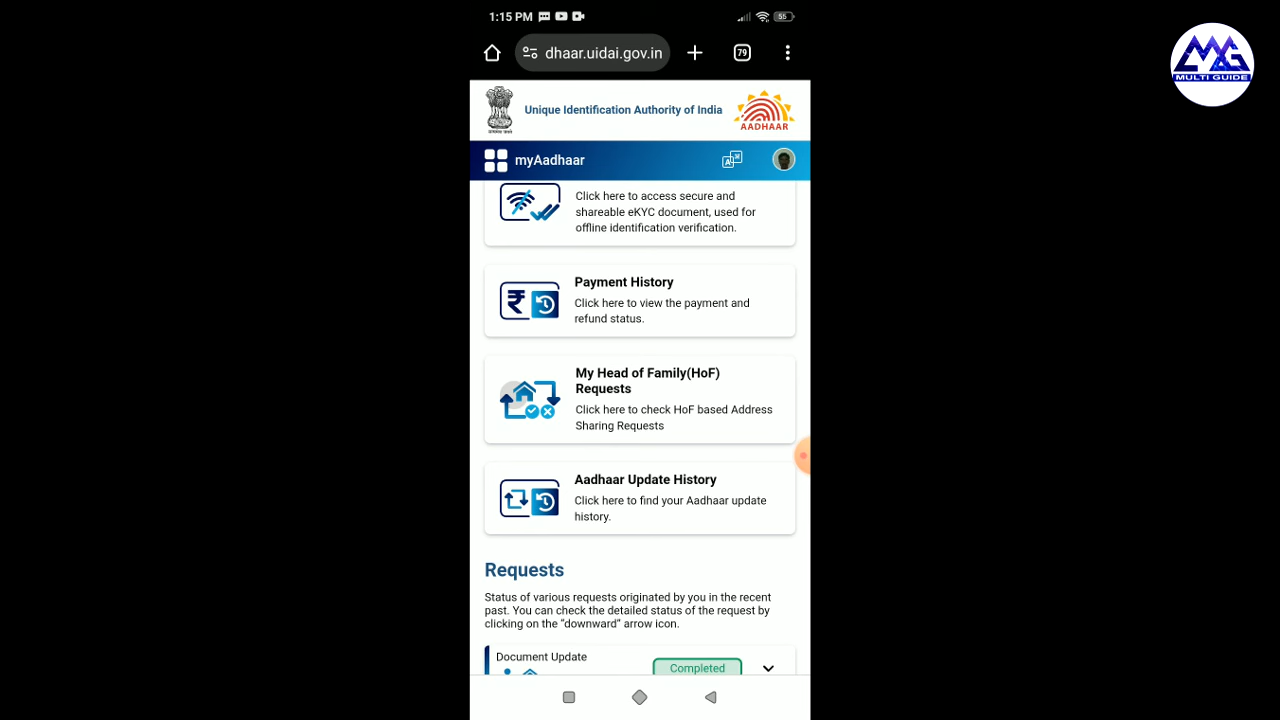 1:15 PM
55
dhaar.uidai.gov.in
79
MG
MULTI GUIDE
Unique Identification Authority of India
AADHAAR
myAadhaar
Click here to access secure and
shareable eKYC document, used for
offline identification verification.
Payment History
Click here to view the payment and
refund status.
My Head of Family(HoF)
Requests
Click here to check HoF based Address
Sharing Requests
Aadhaar Update History
Click here to find your Aadhaar update
history.
Requests
Status of various requests originated by you in the recent
past. You can check the detailed status of the request by
clicking on the “downward” arrow icon.
Document Update
Completed